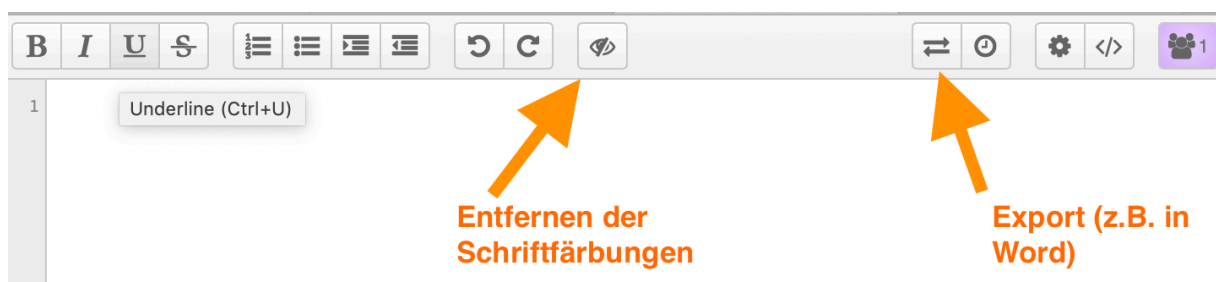 B I U S
1
1
Underline (Ctrl+U)
Entfernen der
Schriftfärbungen
Export (z.B. in
Word)